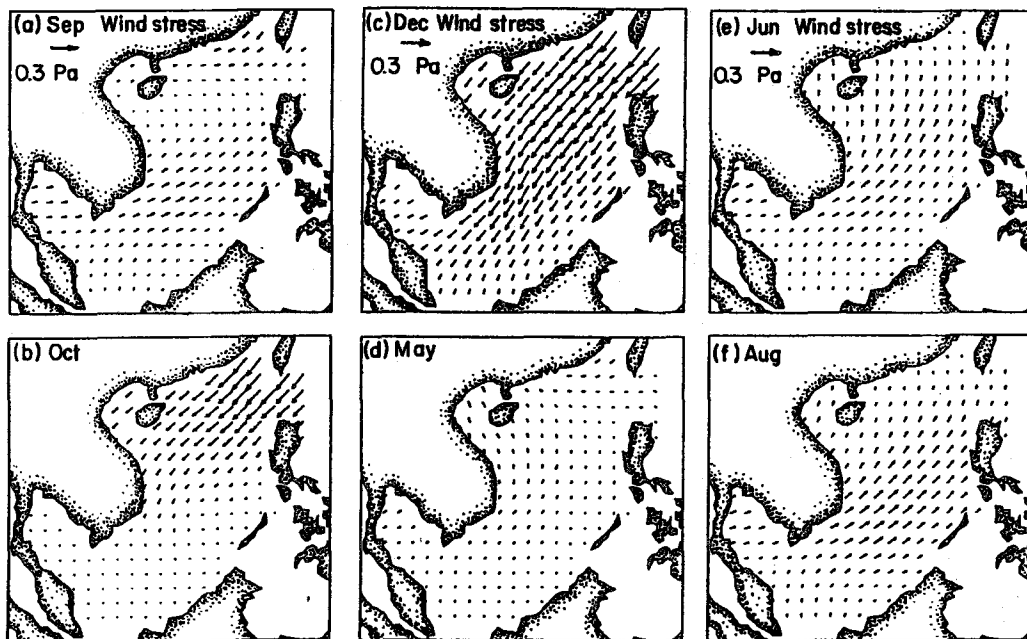 (a) Sep Wind stress
0.3 Pa
(c) Dec Wind stress
0.3 Pa
(e) Jun Wind stress
0.3 Pa
(b) Oct
(d) May
(f) Aug